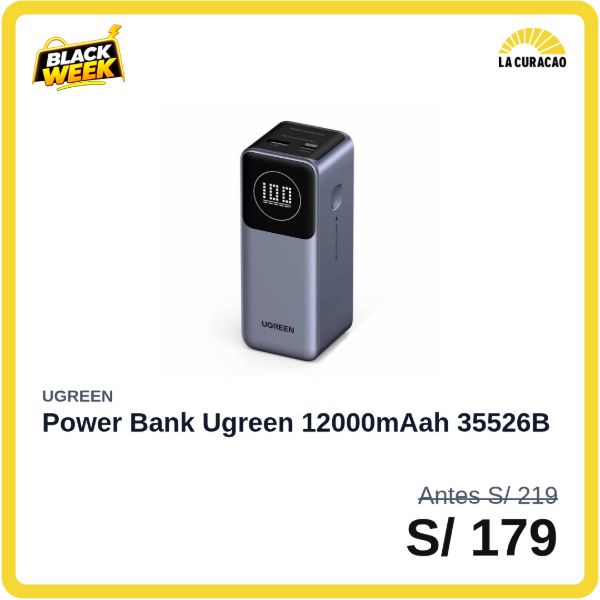 BLACK
WEEK
LA CURACAO
100
UGREEN
UGREEN
Power Bank Ugreen 12000mAah 35526B
Antes S/ 219
S/ 179